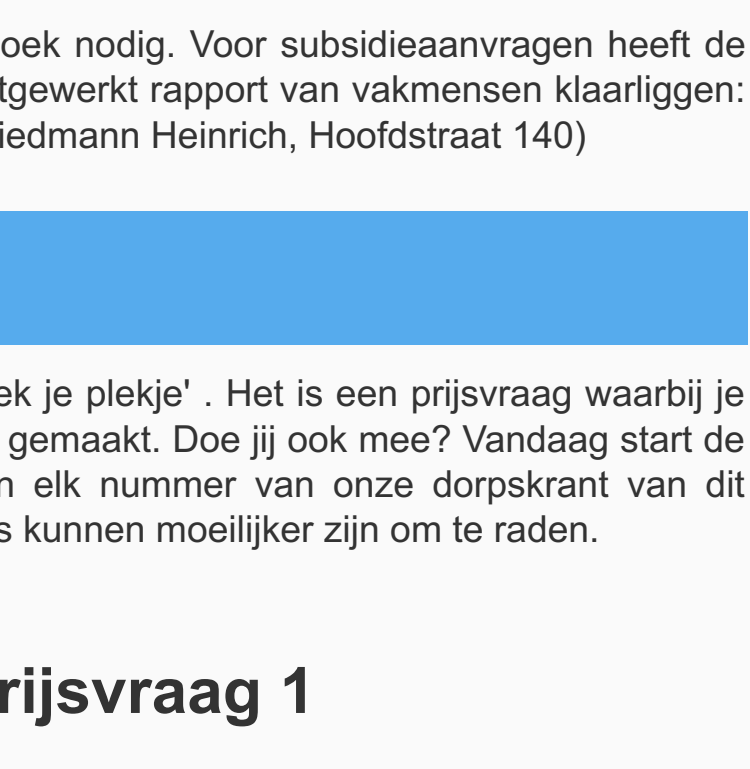 oek nodig. Voor subsidieaanvragen heeft de
tgewerkt rapport van vakmensen klaarliggen:
iedmann Heinrich, Hoofdstraat 140)
ek je plekje' . Het is een prijsvraag waarbij je
gemaakt. Doe jij ook mee? Vandaag start de
n elk nummer van onze dorpskrant van dit
s kunnen moeilijker zijn om te raden.
rijsvraag 1